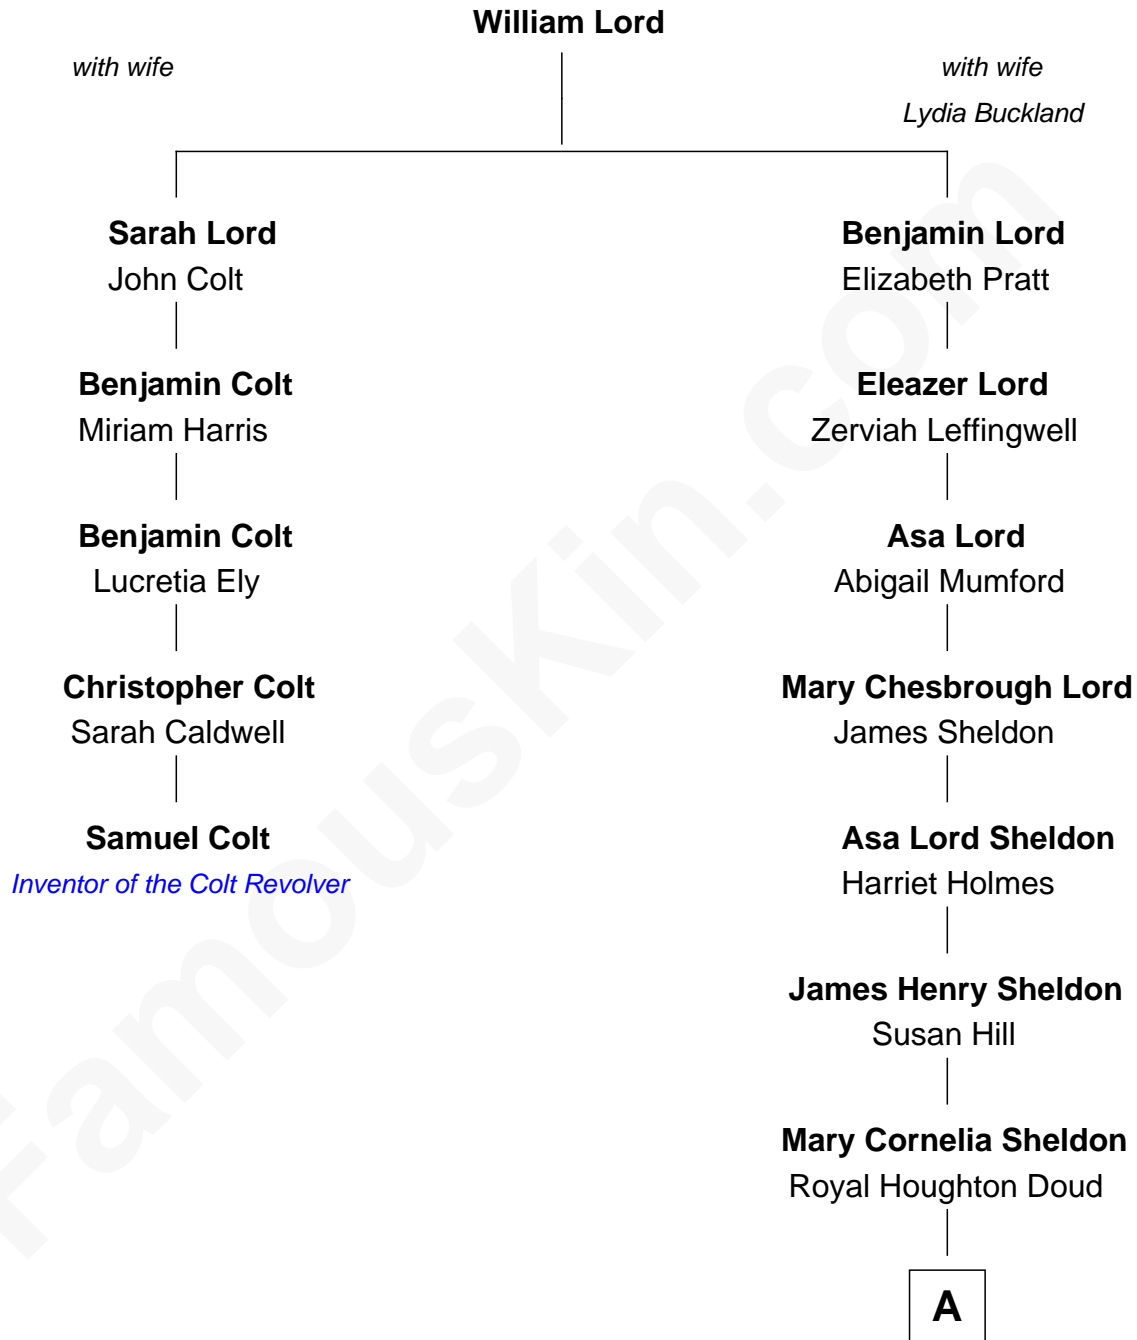 William Lord
with wife
with wife
Lydia Buckland
Sarah Lord
John Colt
Benjamin Lord
Elizabeth Pratt
Benjamin Colt
Miriam Harris
Eleazer Lord
Zerviah Leffingwell
Benjamin Colt
Lucretia Ely
Asa Lord
Abigail Mumford
Christopher Colt
Sarah Caldwell
Mary Chesbrough Lord
James Sheldon
Samuel Colt
Inventor of the Colt Revolver
Asa Lord Sheldon
Harriet Holmes
James Henry Sheldon
Susan Hill
Mary Cornelia Sheldon
Royal Houghton Doud
A
FamousKin.com